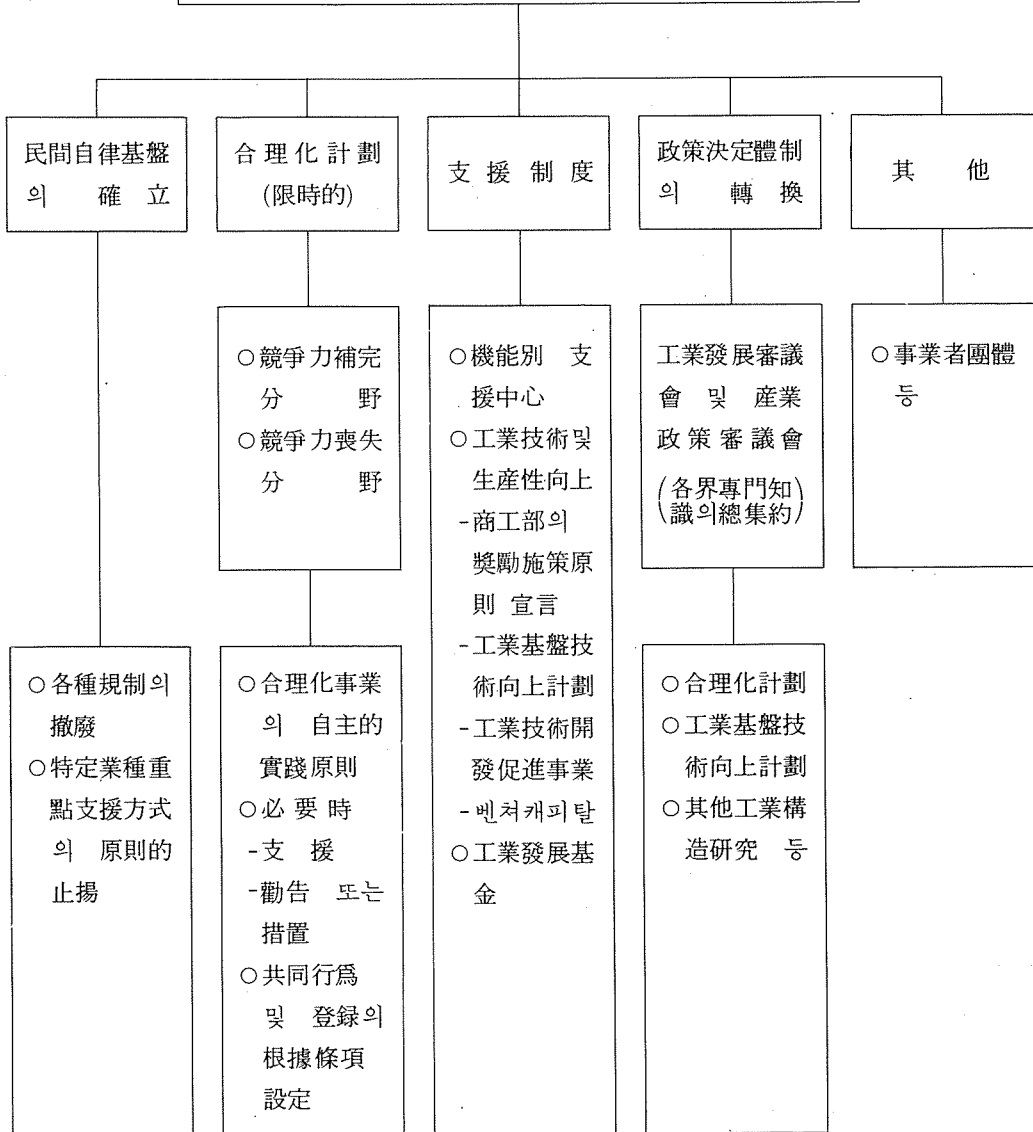 民間自律基盤
의 確立
合理化計劃
(限時的)
支援制度
政策決定體制
의 轉換
其他
○競爭力補完
分野
○競爭力喪失
分野
○機能別 支
援中心
○工業技術및
生産性向上
-商工部의
奬勵施策原
則 宣言
-工業基盤技
術向上計劃
-工業技術開
發促進事業
-벤쳐캐피탈
○工業發展基
金
工業發展審議
會 및 産業
政策審議會
(各界專門知
識의總集約)
○事業者團體
등
○各種規制의
撤廢
○特定業種重
點支援方式
의 原則的
止揚
○合理化事業
의 自主的
實踐原則
○必要時
-支援
-勸告 또는
措置
○共同行爲
및 登録의
根據條項
設定
○合理化計劃
○工業基盤技
術向上計劃
○其他工業構
造硏究 등